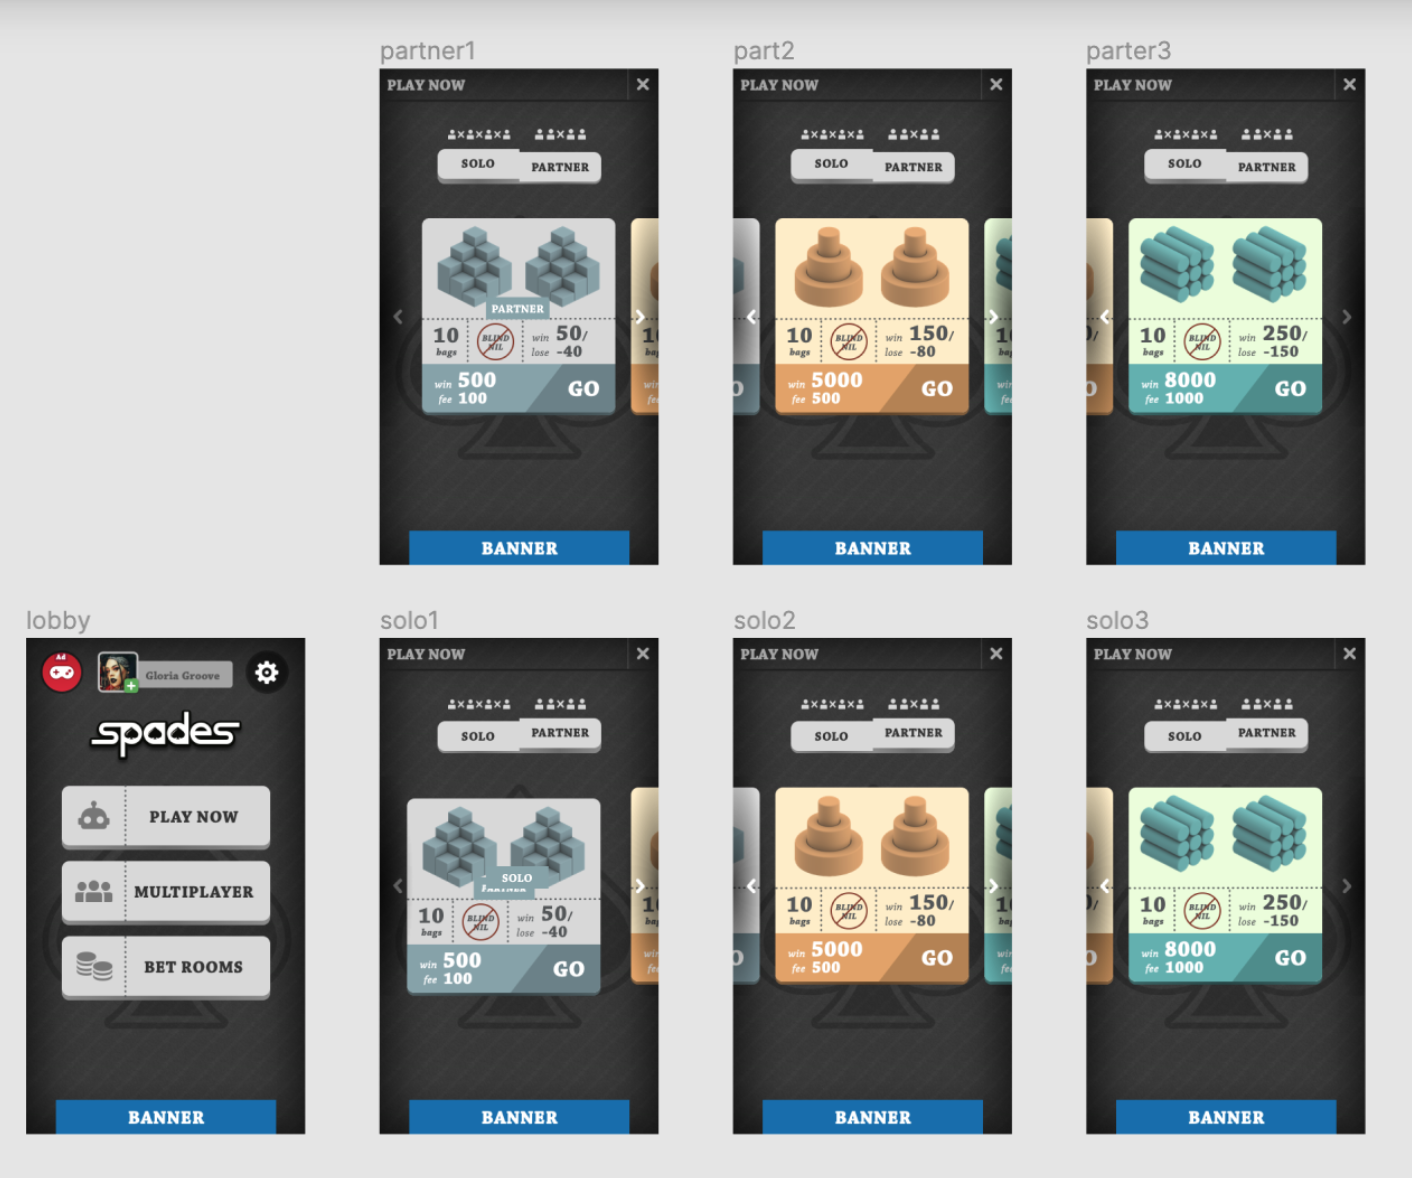 partner1
PLAY NOW
SOLO PARTNER
PARTNER
10 bags BLIND NIL win 50/ lose -40
win 500 fee 100 GO
BANNER
part2
PLAY NOW
SOLO PARTNER
10 bags BLIND NIL win 150/ lose -80
win 5000 fee 500 GO
BANNER
parter3
PLAY NOW
SOLO PARTNER
10 bags BLIND NIL win 250/ lose -150
win 8000 fee 1000 GO
BANNER
lobby
Ad
Gloria Groove
spades
PLAY NOW
MULTIPLAYER
BET ROOMS
BANNER
solo1
PLAY NOW
SOLO PARTNER
SOLO
10 bags BLIND NIL win 50/ lose -40
win 500 fee 100 GO
BANNER
solo2
PLAY NOW
SOLO PARTNER
10 bags BLIND NIL win 150/ lose -80
win 5000 fee 500 GO
BANNER
solo3
PLAY NOW
SOLO PARTNER
10 bags BLIND NIL win 250/ lose -150
win 8000 fee 1000 GO
BANNER